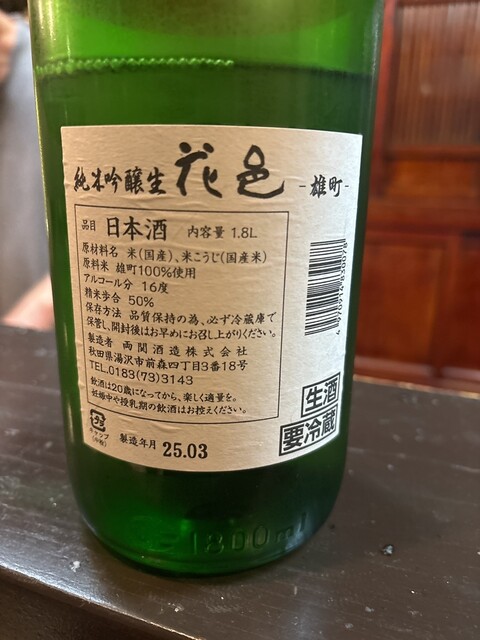 純米吟醸生 花邑 -雄町-
品目 日本酒 内容量 1.8L
原材料名 米(国産)、米こうじ(国産米)
原料米 雄町100%使用
アルコール分 16度
精米歩合 50%
保存方法 品質保持の為、必ず冷蔵庫で
保管し、開封後はお早めにお召し上がりください。
製造者 両関酒造株式会社
秋田県湯沢市前森四丁目3番18号
TEL.0183(73)3143
飲酒は20歳になってから、楽しく適量を。
妊娠中や授乳期の飲酒はお控えください。
キャップ
(中栓)
製造年月 25.03
4970914830078
生酒
要冷蔵
1800ml